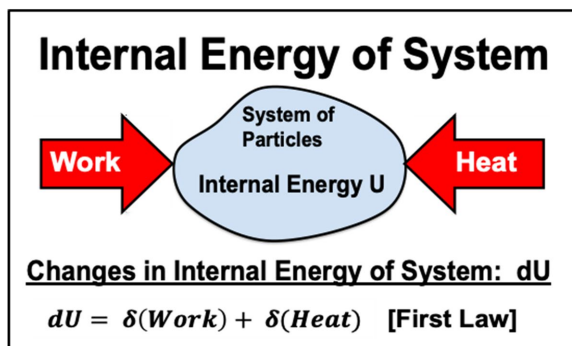 Internal Energy of System
System of
Particles
Work
Heat
Internal Energy U
Changes in Internal Energy of System: dU
dU = δ(Work) + δ(Heat) [First Law]